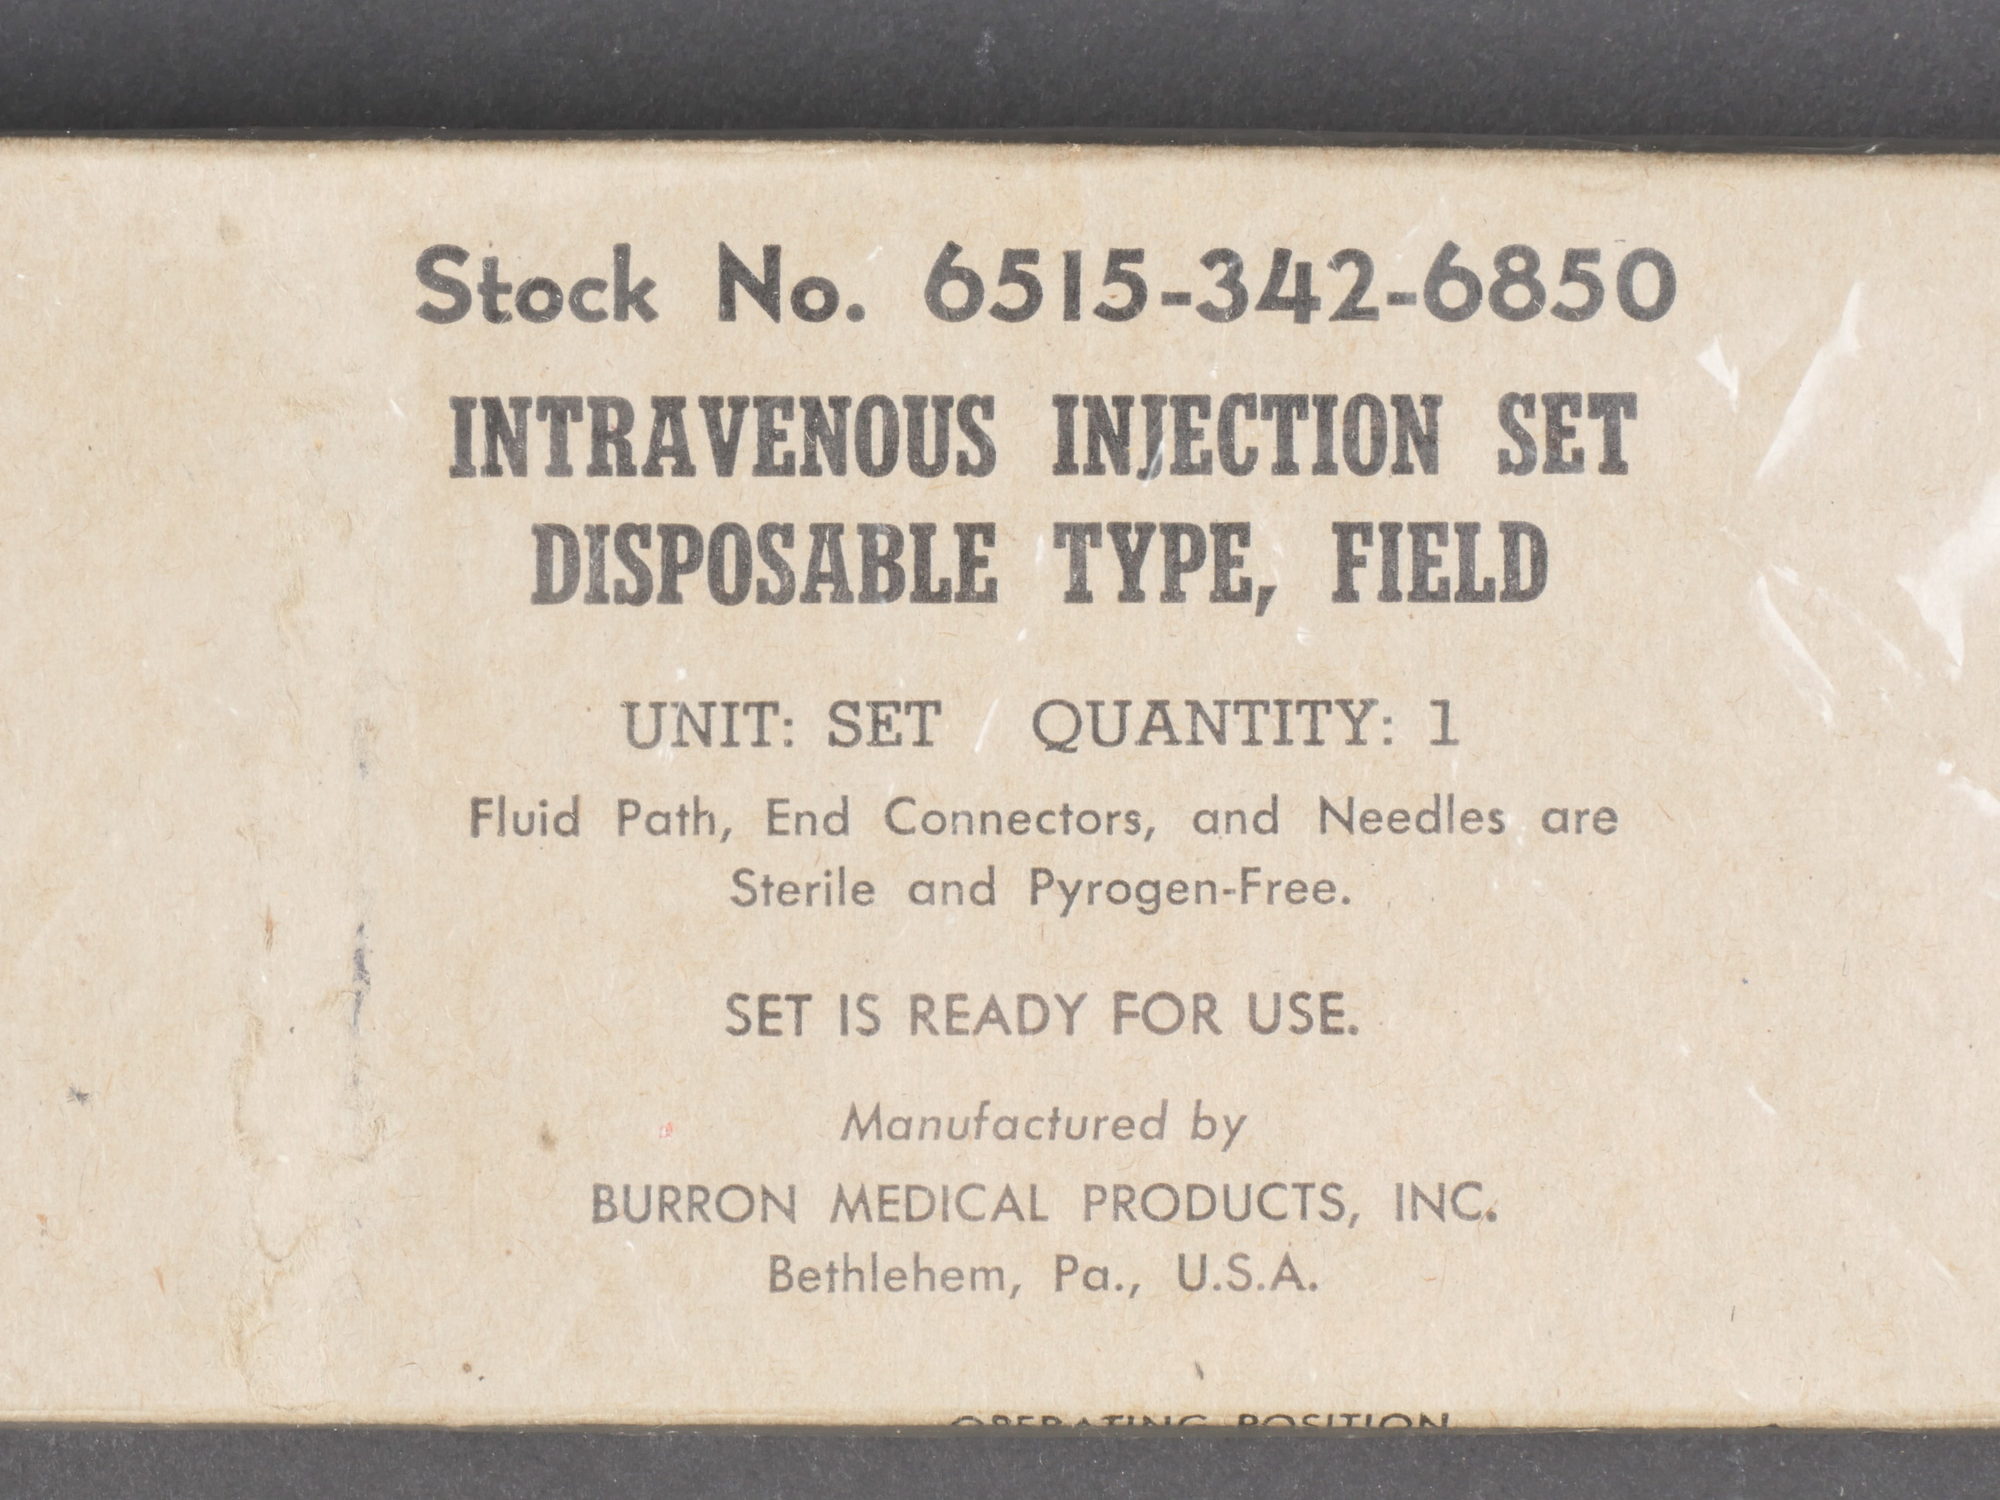 Stock No. 6515-342-6850
INTRAVENOUS INJECTION SET
DISPOSABLE TYPE, FIELD
UNIT: SET QUANTITY: 1
Fluid Path, End Connectors, and Needles are
Sterile and Pyrogen-Free.
SET IS READY FOR USE.
Manufactured by
BURRON MEDICAL PRODUCTS, INC.
Bethlehem, Pa., U.S.A.
OPERATING POSITION